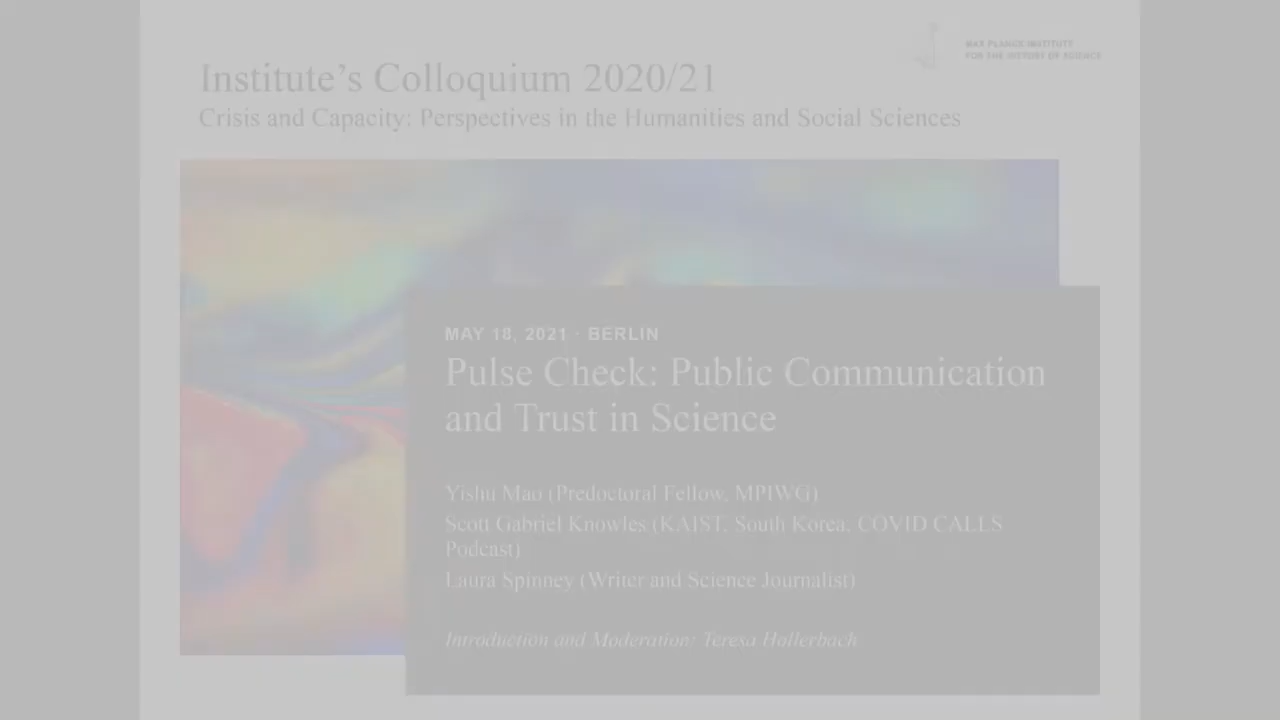 MAX PLANCK INSTITUTE
FOR THE HISTORY OF SCIENCE
Institute's Colloquium 2020/21
Crisis and Capacity: Perspectives in the Humanities and Social Sciences
MAY 18, 2021 · BERLIN
Pulse Check: Public Communication
and Trust in Science
Yishu Mao (Predoctoral Fellow, MPIWG)
Scott Gabriel Knowles (KAIST, South Korea; COVID CALLS
Podcast)
Laura Spinney (Writer and Science Journalist)
Introduction and Moderation: Teresa Hollerbach